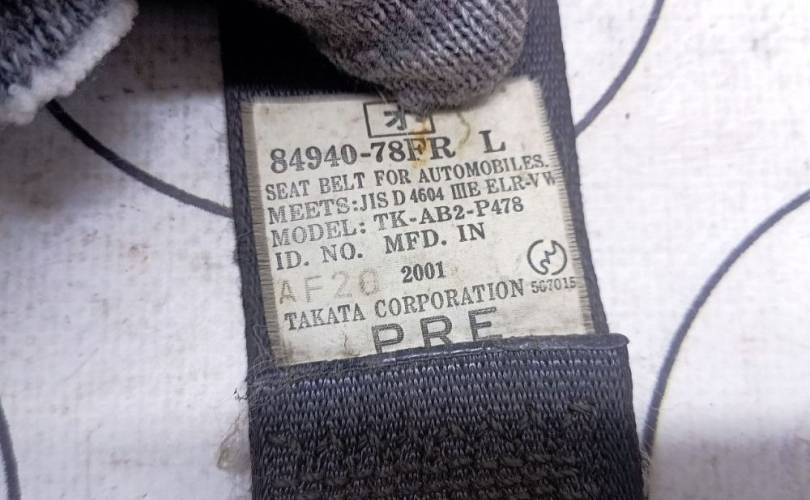 オ
84940-78FR L
SEAT BELT FOR AUTOMOBILES.
MEETS:JIS D 4604 IIIE ELR-VW
MODEL: TK-AB2-P478
ID. NO. MFD. IN
AF20 2001
567015
TAKATA CORPORATION
PRE